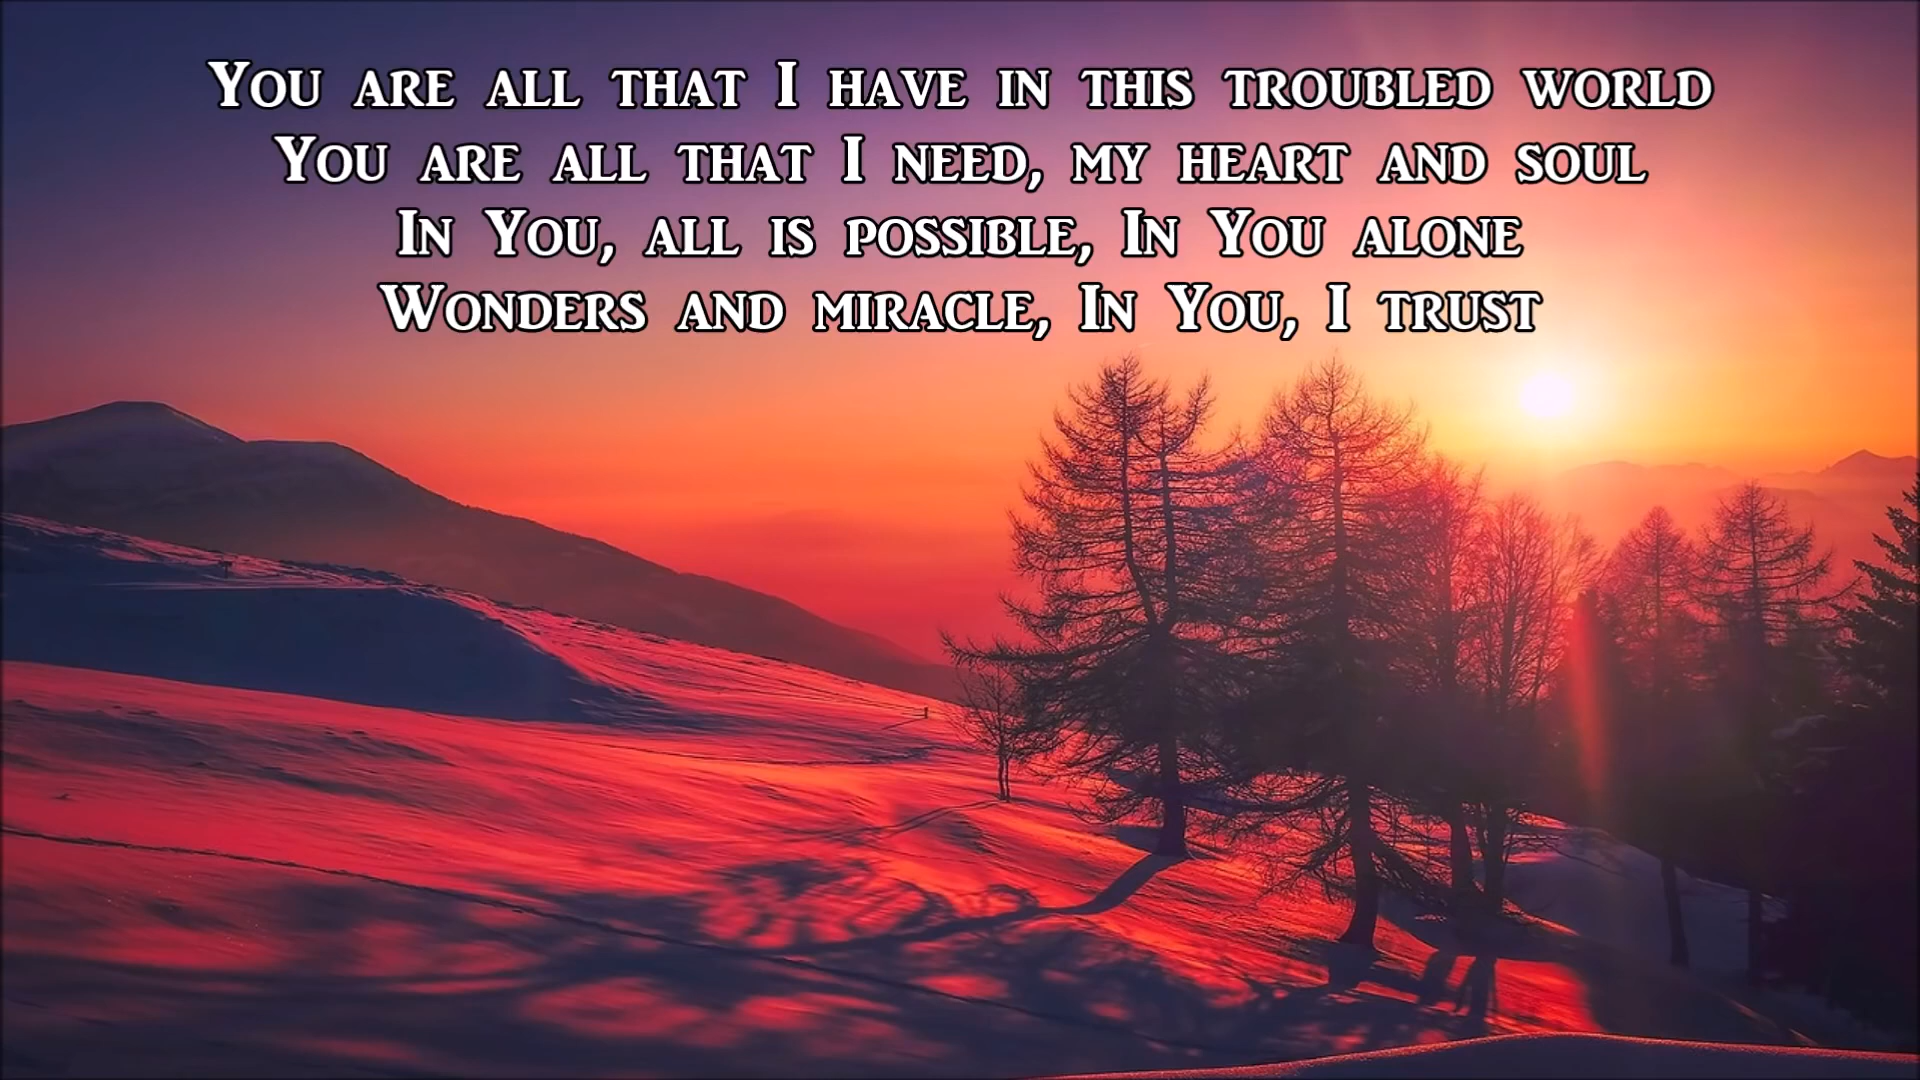 You are all that I have in this troubled world
You are all that I need, my heart and soul
In You, all is possible, In You alone
Wonders and miracle, In You, I trust